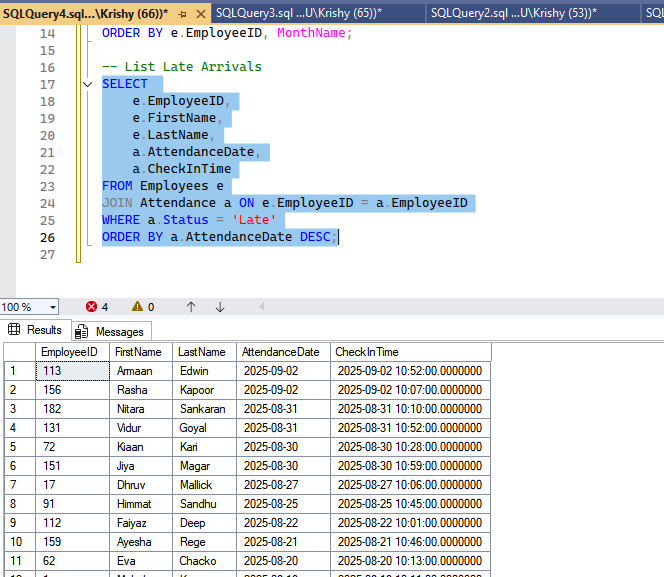 SQLQuery4.sql...\Krishy (66))* SQLQuery3.sql ...U\Krishy (65))* SQLQuery2.sql ...U\Krishy (53))* SQL
14 ORDER BY e.EmployeeID, MonthName;
15
16 -- List Late Arrivals
17 SELECT
18 e.EmployeeID,
19 e.FirstName,
20 e.LastName,
21 a.AttendanceDate,
22 a.CheckInTime
23 FROM Employees e
24 JOIN Attendance a ON e.EmployeeID = a.EmployeeID
25 WHERE a.Status = 'Late'
26 ORDER BY a.AttendanceDate DESC;
27
100 % 4 0
Results Messages
EmployeeID FirstName LastName AttendanceDate CheckInTime
1 113 Armaan Edwin 2025-09-02 2025-09-02 10:52:00.0000000
2 156 Rasha Kapoor 2025-09-02 2025-09-02 10:07:00.0000000
3 182 Nitara Sankaran 2025-08-31 2025-08-31 10:10:00.0000000
4 131 Vidur Goyal 2025-08-31 2025-08-31 10:52:00.0000000
5 72 Kiaan Kari 2025-08-30 2025-08-30 10:28:00.0000000
6 151 Jiya Magar 2025-08-30 2025-08-30 10:59:00.0000000
7 17 Dhruv Mallick 2025-08-27 2025-08-27 10:06:00.0000000
8 91 Himmat Sandhu 2025-08-25 2025-08-25 10:45:00.0000000
9 112 Faiyaz Deep 2025-08-22 2025-08-22 10:01:00.0000000
10 159 Ayesha Rege 2025-08-21 2025-08-21 10:46:00.0000000
11 62 Eva Chacko 2025-08-20 2025-08-20 10:13:00.0000000